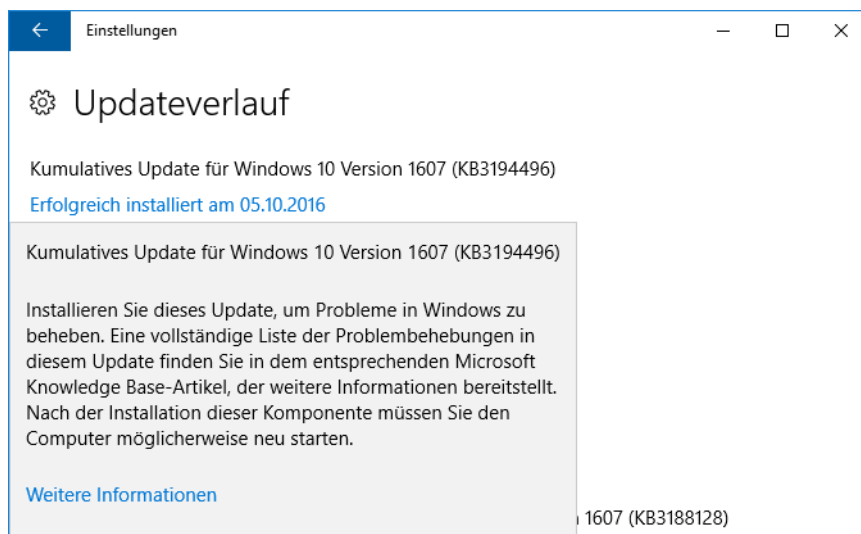 Einstellungen
Updateverlauf
Kumulatives Update für Windows 10 Version 1607 (KB3194496)
Erfolgreich installiert am 05.10.2016
Kumulatives Update für Windows 10 Version 1607 (KB3194496)
Installieren Sie dieses Update, um Probleme in Windows zu
beheben. Eine vollständige Liste der Problembehebungen in
diesem Update finden Sie in dem entsprechenden Microsoft
Knowledge Base-Artikel, der weitere Informationen bereitstellt.
Nach der Installation dieser Komponente müssen Sie den
Computer möglicherweise neu starten.
Weitere Informationen
1607 (KB3188128)